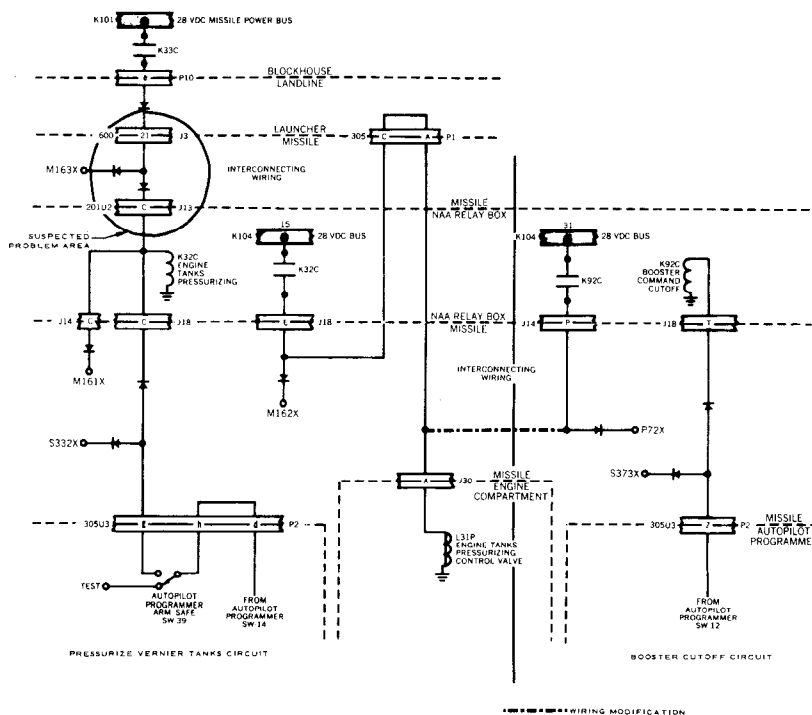 K101
28 VDC MISSILE POWER BUS
K33C
P10
BLOCKHOUSE
LANDLINE
600
21
J3
LAUNCHER
MISSILE
305
C
A
P1
M163X
INTERCONNECTING
WIRING
201U2
C
J13
MISSILE
NAA RELAY BOX
SUSPECTED
PROBLEM AREA
K32C
ENGINE
TANKS
PRESSURIZING
K104
15
28 VDC BUS
K32C
K104
31
28 VDC BUS
K92C
K92C
BOOSTER
COMMAND
CUTOFF
J14
G
C
J18
E
J18
NAA RELAY BOX
MISSILE
J14
P
J18
T
M161X
M162X
INTERCONNECTING
WIRING
P72X
S332X
S373X
A
J30
MISSILE
ENGINE
COMPARTMENT
305U3
g
h
d
P2
305U3
Z
P2
MISSILE
AUTOPILOT
PROGRAMME
L31P
ENGINE TANKS
PRESSURIZING
CONTROL VALVE
TEST
AUTOPILOT
PROGRAMMER
ARM SAFE
SW 39
FROM
AUTOPILOT
PROGRAMMER
SW 14
FROM
AUTOPILOT
PROGRAMMER
SW 12
PRESSURIZE VERNIER TANKS CIRCUIT
BOOSTER CUTOFF CIRCUIT
WIRING MODIFICATION